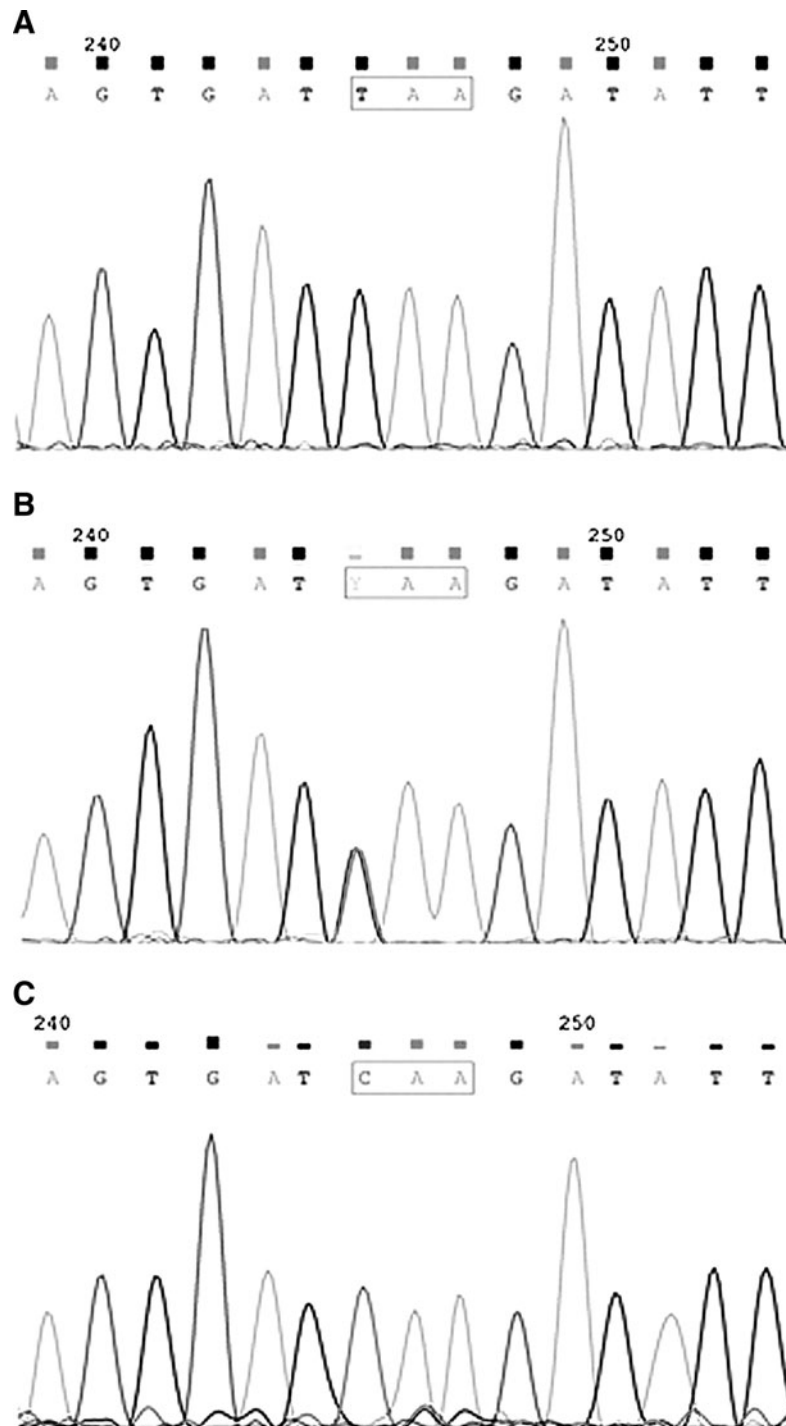 A
240 250
A G T G A T T A A G A T A T T
B
240 250
A G T G A T Y A A G A T A T T
C
240 250
A G T G A T C A A G A T A T T